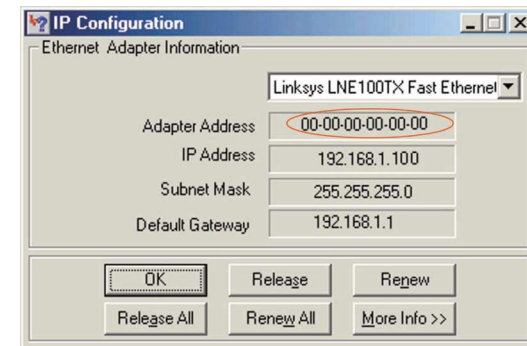 IP Configuration
Ethernet Adapter Information
Linksys LNE100TX Fast Ethernet
Adapter Address 00-00-00-00-00-00
IP Address 192.168.1.100
Subnet Mask 255.255.255.0
Default Gateway 192.168.1.1
OK Release Renew
Release All Renew All More Info >>